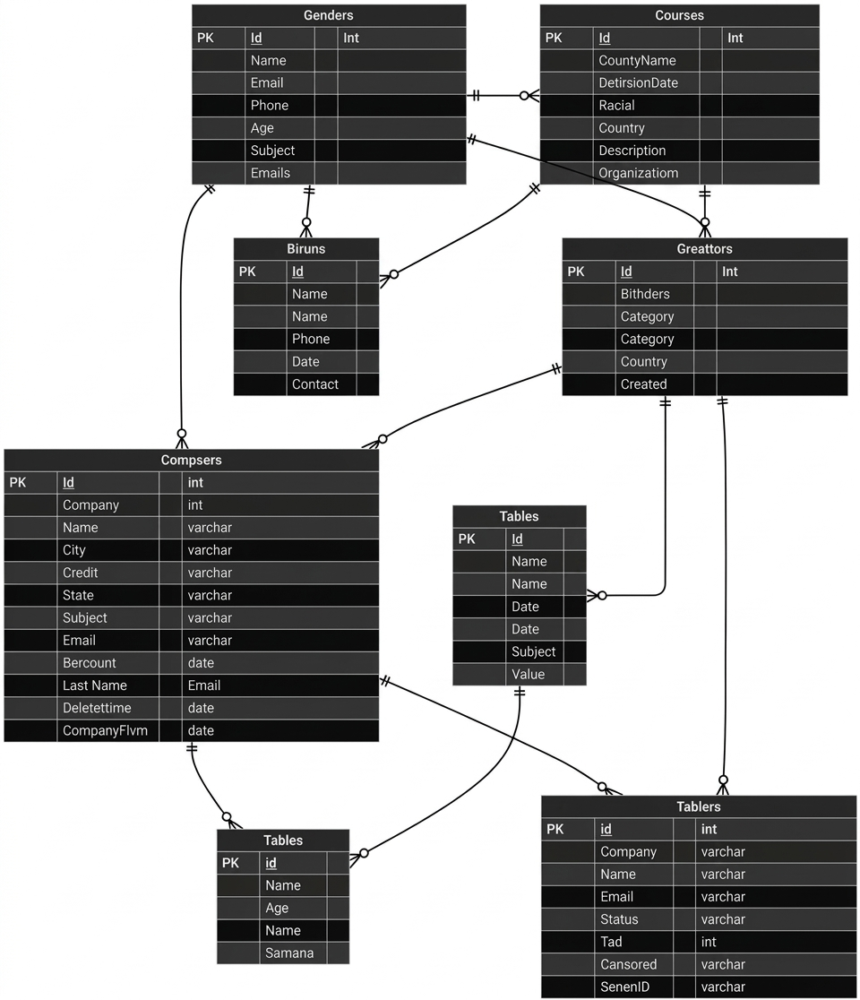 Genders
PK Id Int
Name
Email
Phone
Age
Subject
Emails
Courses
PK Id Int
CountyName
DetirsionDate
Racial
Country
Description
Organizatiom
Biruns
PK Id
Name
Name
Phone
Date
Contact
Greattors
PK Id Int
Bithders
Category
Category
Country
Created
Compsers
PK Id int
Company int
Name varchar
City varchar
Credit varchar
State varchar
Subject varchar
Email varchar
Bercount date
Last Name Email
Deletettime date
CompanyFlvm date
Tables
PK Id
Name
Name
Date
Date
Subject
Value
Tables
PK id
Name
Age
Name
Samana
Tablers
PK id int
Company varchar
Name varchar
Email varchar
Status varchar
Tad int
Cansored varchar
SenenID varchar